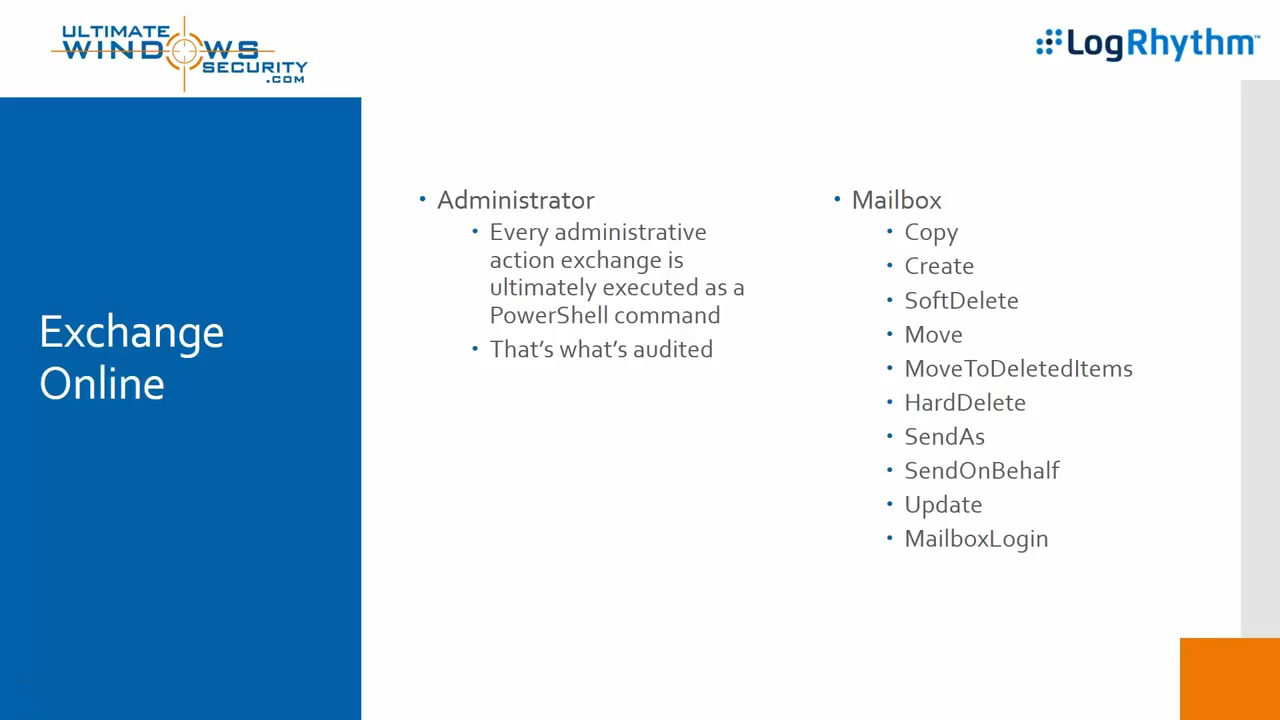 ULTIMATE
WINDOWS
SECURITY
.COM
LogRhythm™
Exchange
Online
• Administrator
• Every administrative
action exchange is
ultimately executed as a
PowerShell command
• That’s what’s audited
• Mailbox
• Copy
• Create
• SoftDelete
• Move
• MoveToDeletedItems
• HardDelete
• SendAs
• SendOnBehalf
• Update
• MailboxLogin